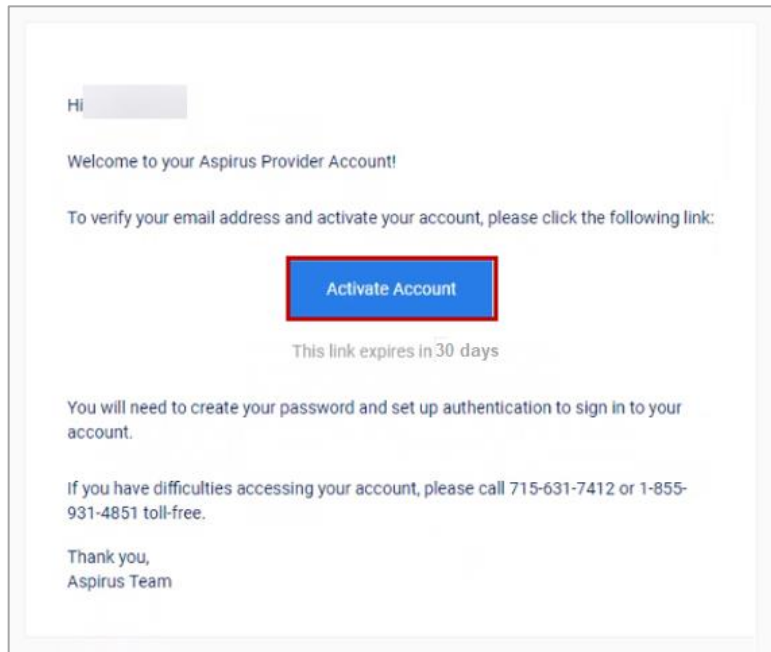 Hi
Welcome to your Aspirus Provider Account!
To verify your email address and activate your account, please click the following link:
Activate Account
This link expires in 30 days
You will need to create your password and set up authentication to sign in to your
account.
If you have difficulties accessing your account, please call 715-631-7412 or 1-855-
931-4851 toll-free.
Thank you,
Aspirus Team